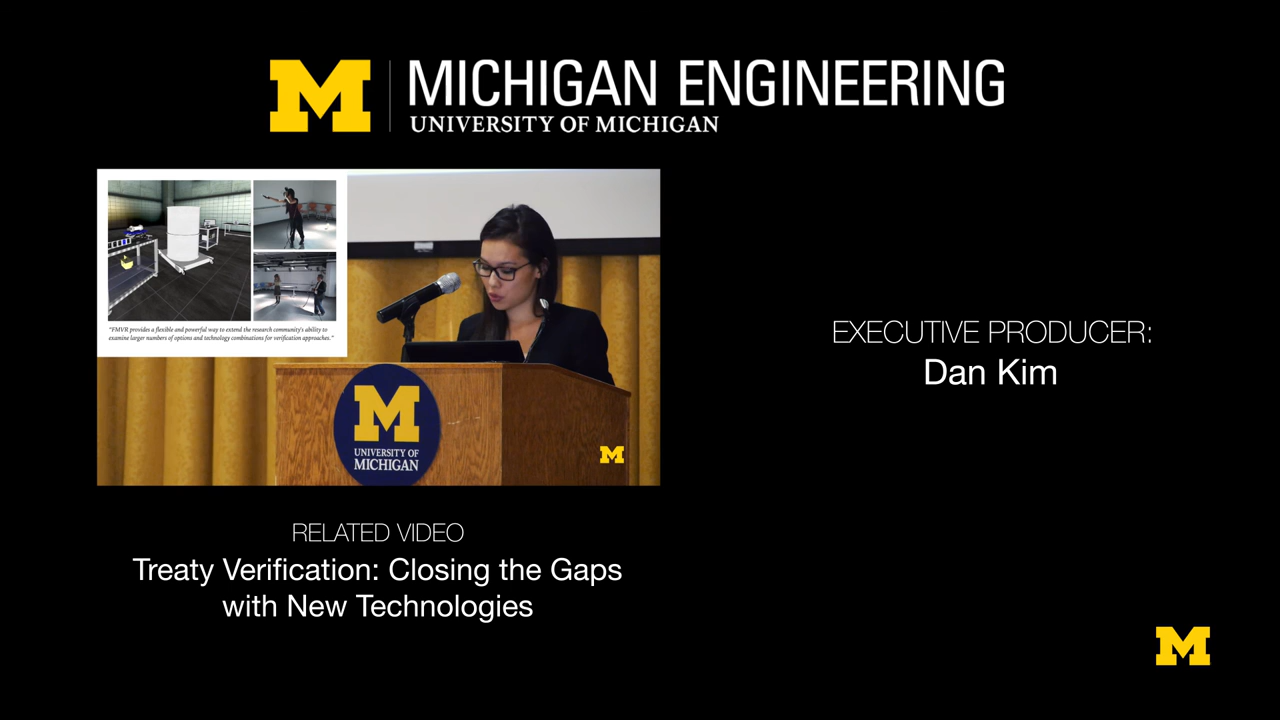 M
MICHIGAN ENGINEERING
UNIVERSITY OF MICHIGAN
"FMVR provides a flexible and powerful way to extend the research community's ability to
examine larger numbers of options and technology combinations for verification approaches."
M
UNIVERSITY OF
MICHIGAN
M
EXECUTIVE PRODUCER:
Dan Kim
RELATED VIDEO
Treaty Verification: Closing the Gaps
with New Technologies
M